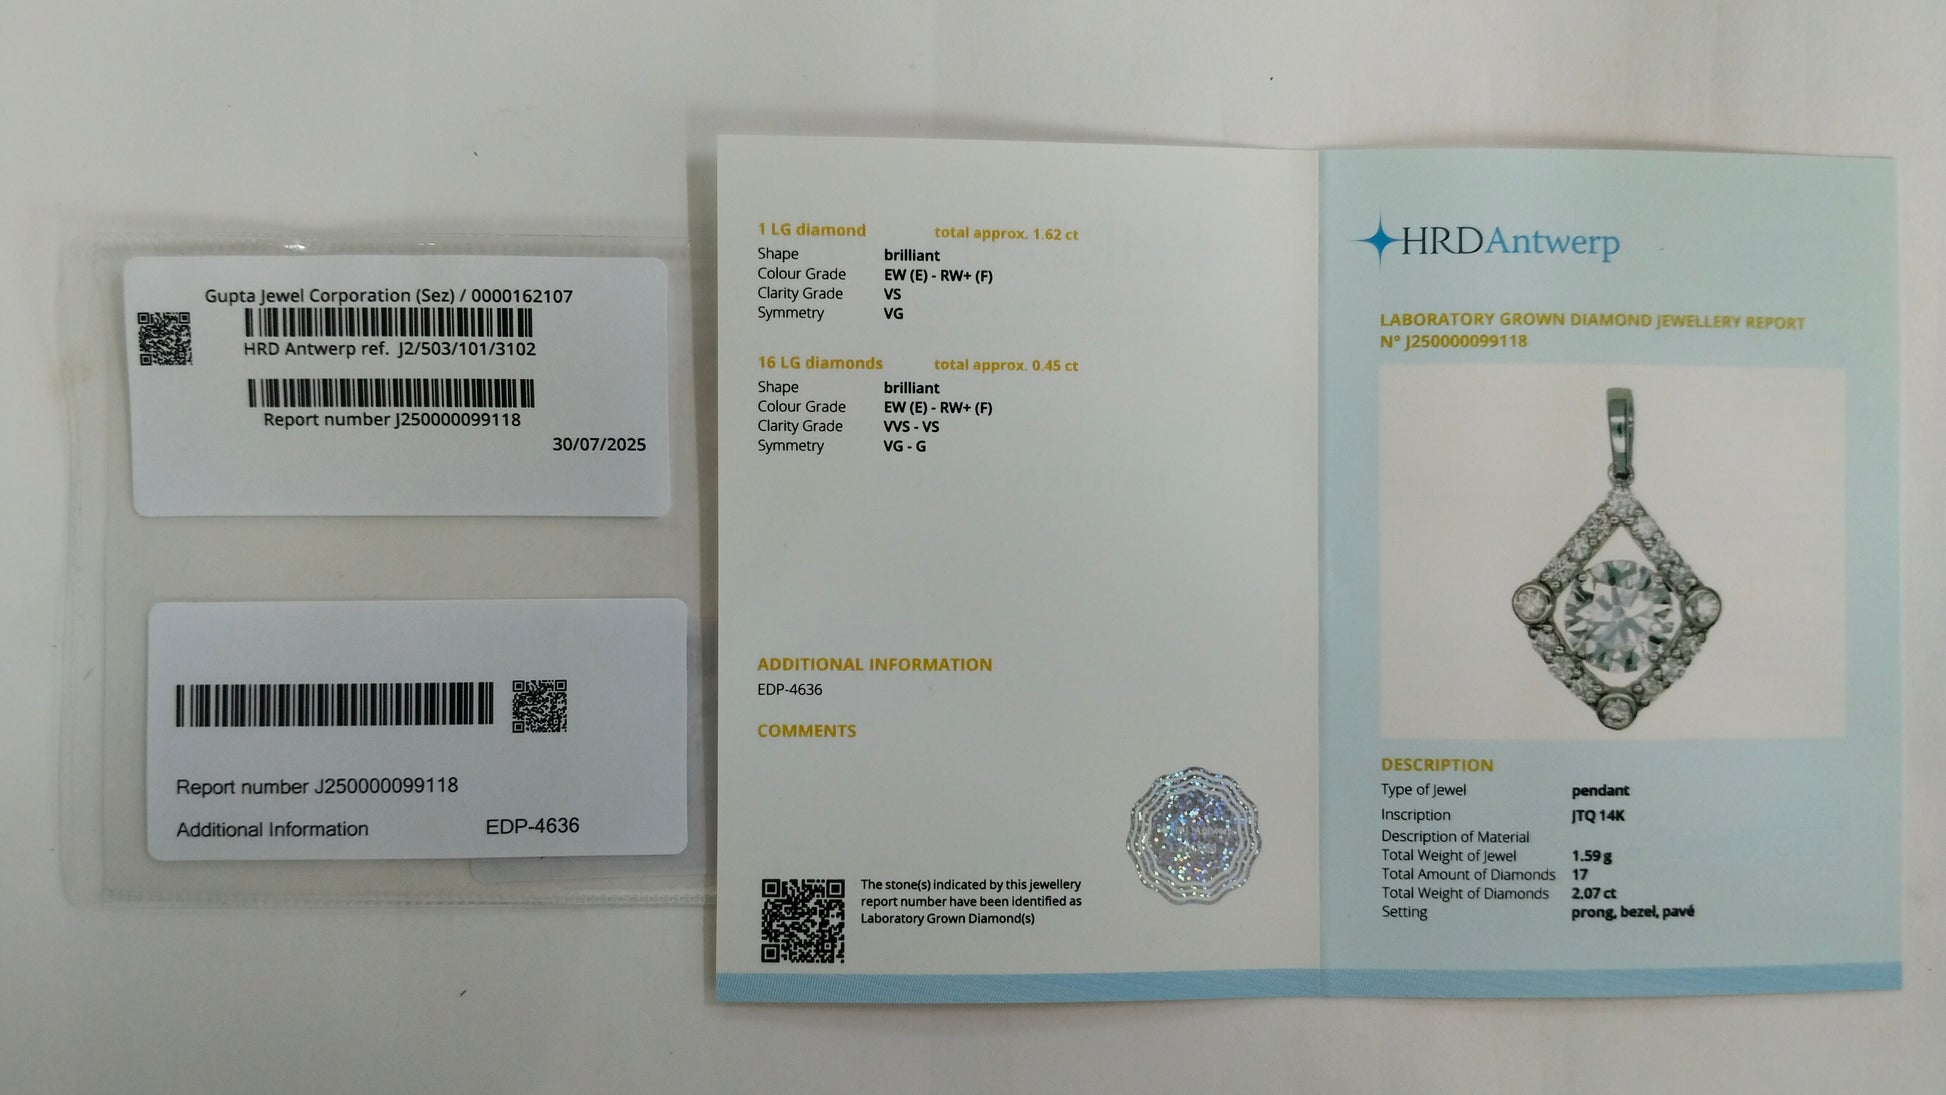 Gupta Jewel Corporation (Sez) / 0000162107
HRD Antwerp ref. J2/503/101/3102
Report number J250000099118
30/07/2025
Report number J250000099118
Additional Information EDP-4636
1 LG diamond total approx. 1.62 ct
Shape brilliant
Colour Grade EW (E) - RW+ (F)
Clarity Grade VS
Symmetry VG
16 LG diamonds total approx. 0.45 ct
Shape brilliant
Colour Grade EW (E) - RW+ (F)
Clarity Grade VVS - VS
Symmetry VG - G
ADDITIONAL INFORMATION
EDP-4636
COMMENTS
The stone(s) indicated by this jewellery
report number have been identified as
Laboratory Grown Diamond(s)
HRDAntwerp
LABORATORY GROWN DIAMOND JEWELLERY REPORT
N° J250000099118
DESCRIPTION
Type of Jewel pendant
Inscription JTQ 14K
Description of Material
Total Weight of Jewel 1.59 g
Total Amount of Diamonds 17
Total Weight of Diamonds 2.07 ct
Setting prong, bezel, pavé